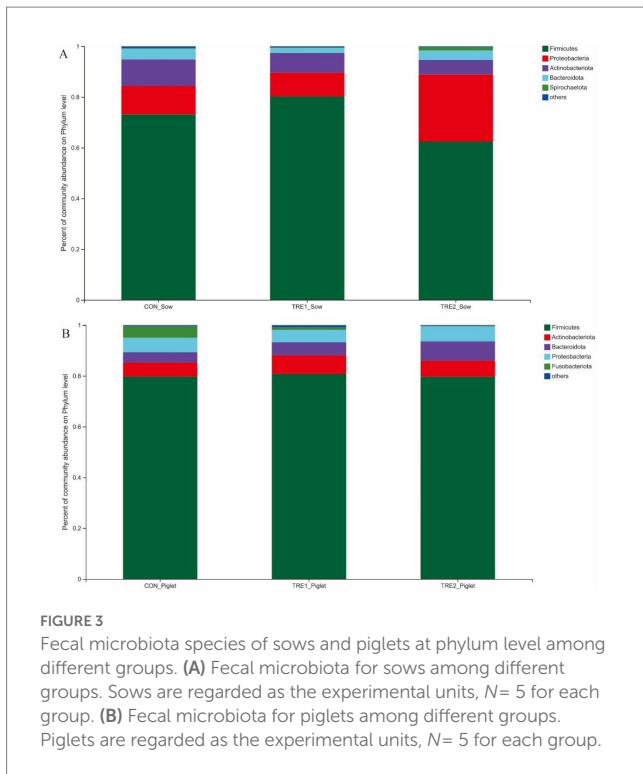 A
Percent of community abundance on Phylum level
1
0.8
0.6
0.4
0.2
0
CON_Sow
TRE1_Sow
TRE2_Sow
Firmicutes
Proteobacteria
Actinobacteriota
Bacteroidota
Spirochaetota
others
B
Percent of community abundance on Phylum level
1
0.8
0.6
0.4
0.2
0
CON_Piglet
TRE1_Piglet
TRE2_Piglet
Firmicutes
Actinobacteriota
Bacteroidota
Proteobacteria
Fusobacteriota
others
FIGURE 3
Fecal microbiota species of sows and piglets at phylum level among
different groups. (A) Fecal microbiota for sows among different
groups. Sows are regarded as the experimental units, N= 5 for each
group. (B) Fecal microbiota for piglets among different groups.
Piglets are regarded as the experimental units, N= 5 for each group.